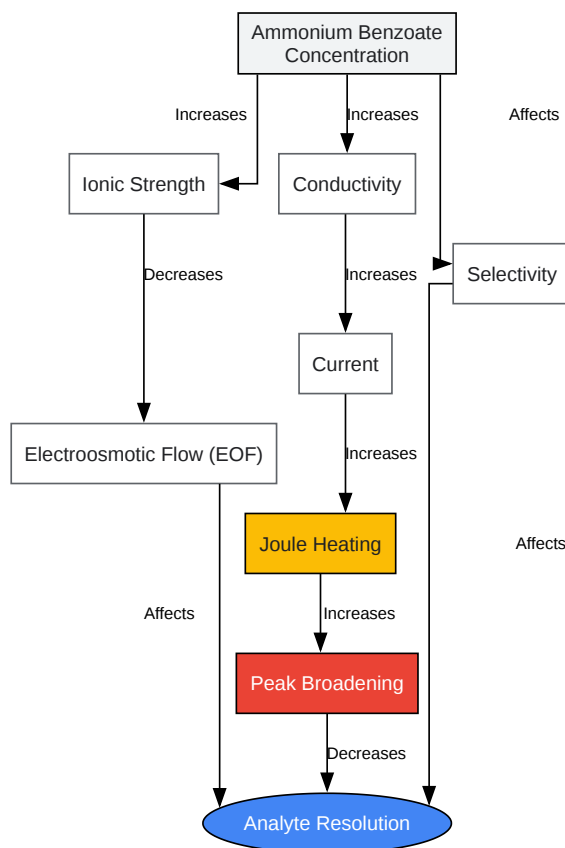 Ammonium Benzoate
Concentration
Increases
Increases
Affects
Ionic Strength
Conductivity
Decreases
Increases
Selectivity
Current
Electroosmotic Flow (EOF)
Increases
Joule Heating
Affects
Affects
Increases
Peak Broadening
Decreases
Analyte Resolution